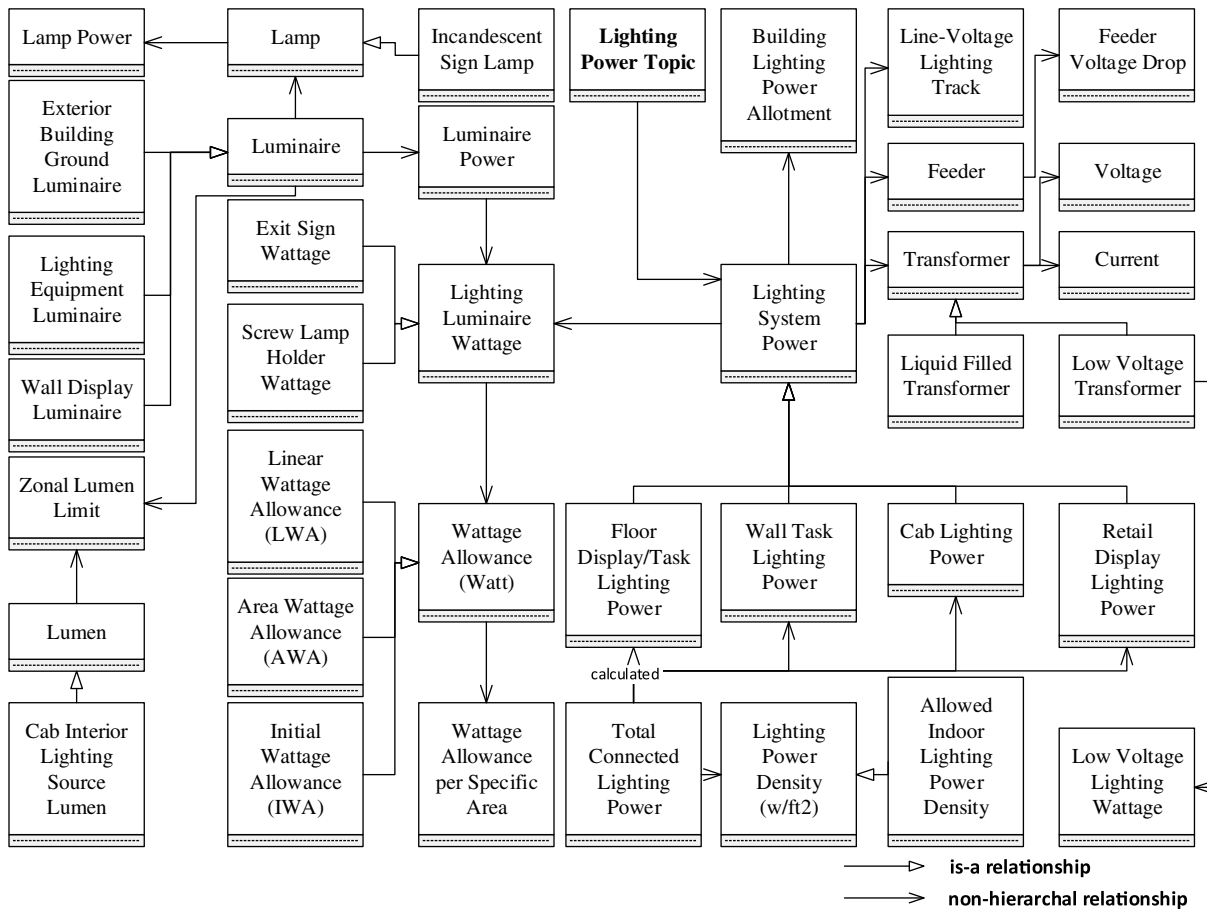 Lamp Power
Lamp
Incandescent
Sign Lamp
Lighting
Power Topic
Building
Lighting
Power
Allotment
Line-Voltage
Lighting
Track
Feeder
Voltage Drop
Exterior
Building
Ground
Luminaire
Luminaire
Luminaire
Power
Feeder
Voltage
Exit Sign
Wattage
Lighting
Equipment
Luminaire
Lighting
Luminaire
Wattage
Lighting
System
Power
Transformer
Current
Screw Lamp
Holder
Wattage
Wall Display
Luminaire
Liquid Filled
Transformer
Low Voltage
Transformer
Zonal Lumen
Limit
Linear
Wattage
Allowance
(LWA)
Wattage
Allowance
(Watt)
Floor
Display/Task
Lighting
Power
Wall Task
Lighting
Power
Cab Lighting
Power
Retail
Display
Lighting
Power
Lumen
Area Wattage
Allowance
(AWA)
calculated
Cab Interior
Lighting
Source
Lumen
Initial
Wattage
Allowance
(IWA)
Wattage
Allowance
per Specific
Area
Total
Connected
Lighting
Power
Lighting
Power
Density
(w/ft2)
Allowed
Indoor
Lighting
Power
Density
Low Voltage
Lighting
Wattage
is-a relationship
non-hierarchal relationship